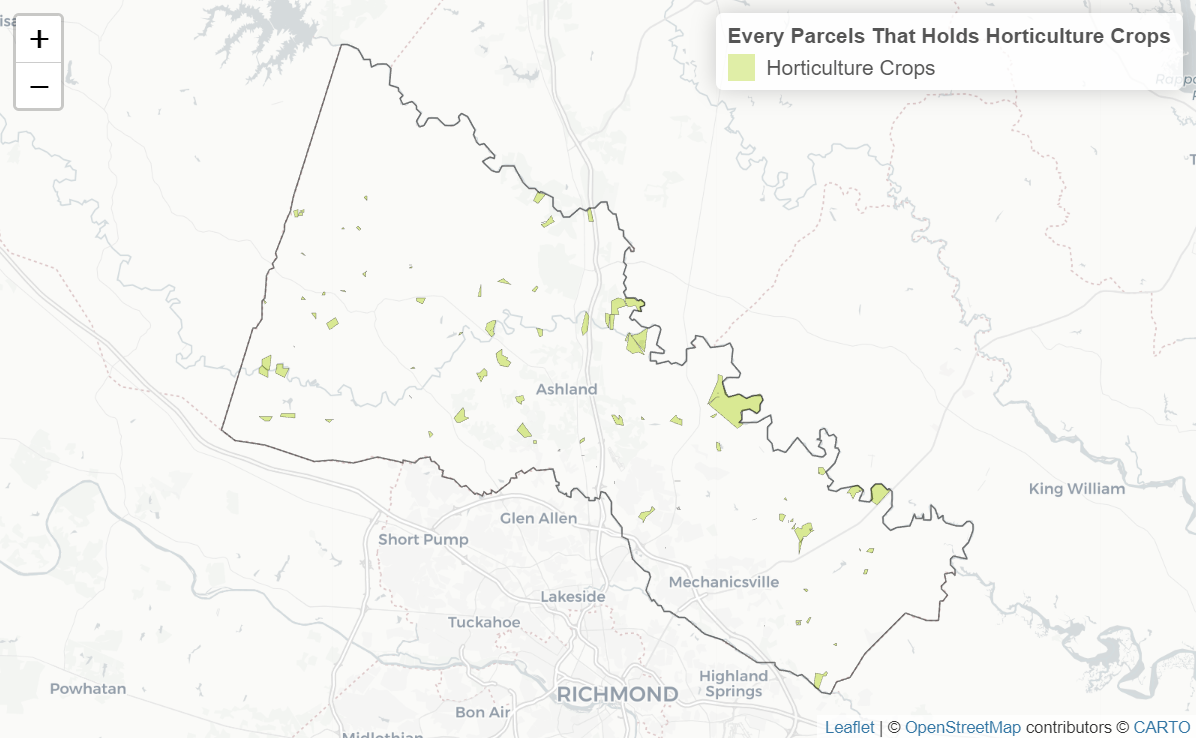 +
−
Every Parcels That Holds Horticulture Crops
Horticulture Crops
Ashland
King William
Glen Allen
Short Pump
Mechanicsville
Lakeside
Tuckahoe
Highland
Springs
Powhatan
RICHMOND
Bon Air
Midlothian
Leaflet | © OpenStreetMap contributors © CARTO